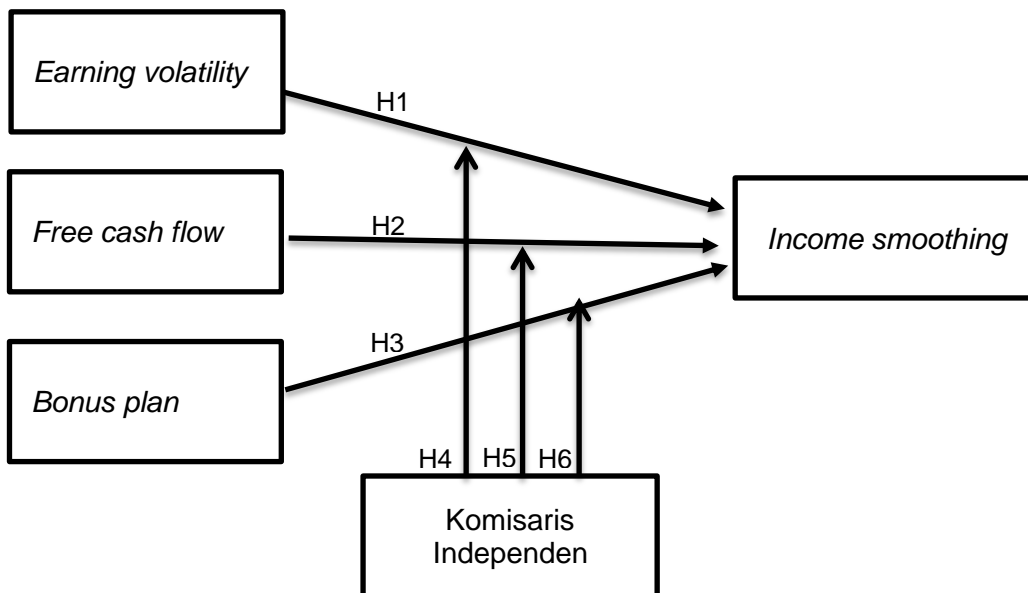 Earning volatility
H1
Free cash flow
H2
Income smoothing
H3
Bonus plan
H4
H5
H6
Komisaris
Independen